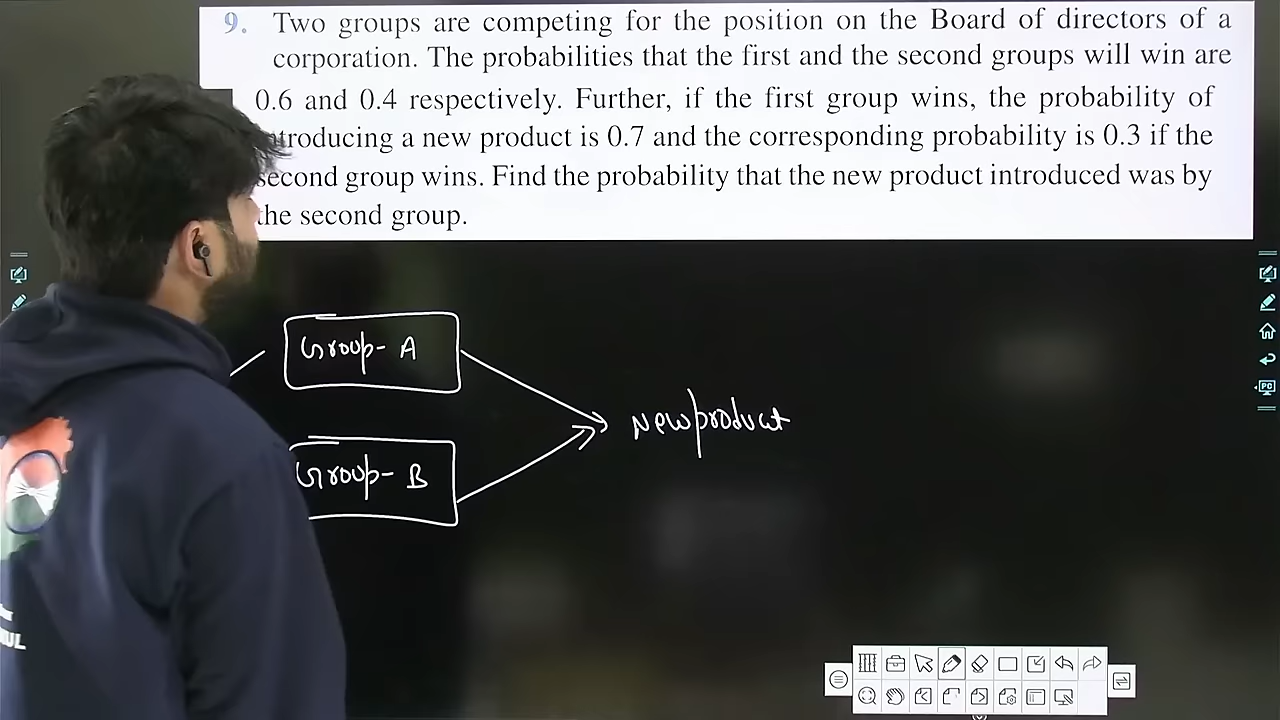 9. Two groups are competing for the position on the Board of directors of a
corporation. The probabilities that the first and the second groups will win are
0.6 and 0.4 respectively. Further, if the first group wins, the probability of
ntroducing a new product is 0.7 and the corresponding probability is 0.3 if the
second group wins. Find the probability that the new product introduced was by
the second group.
Group- A
Newproduct
Group- B
PC
PC